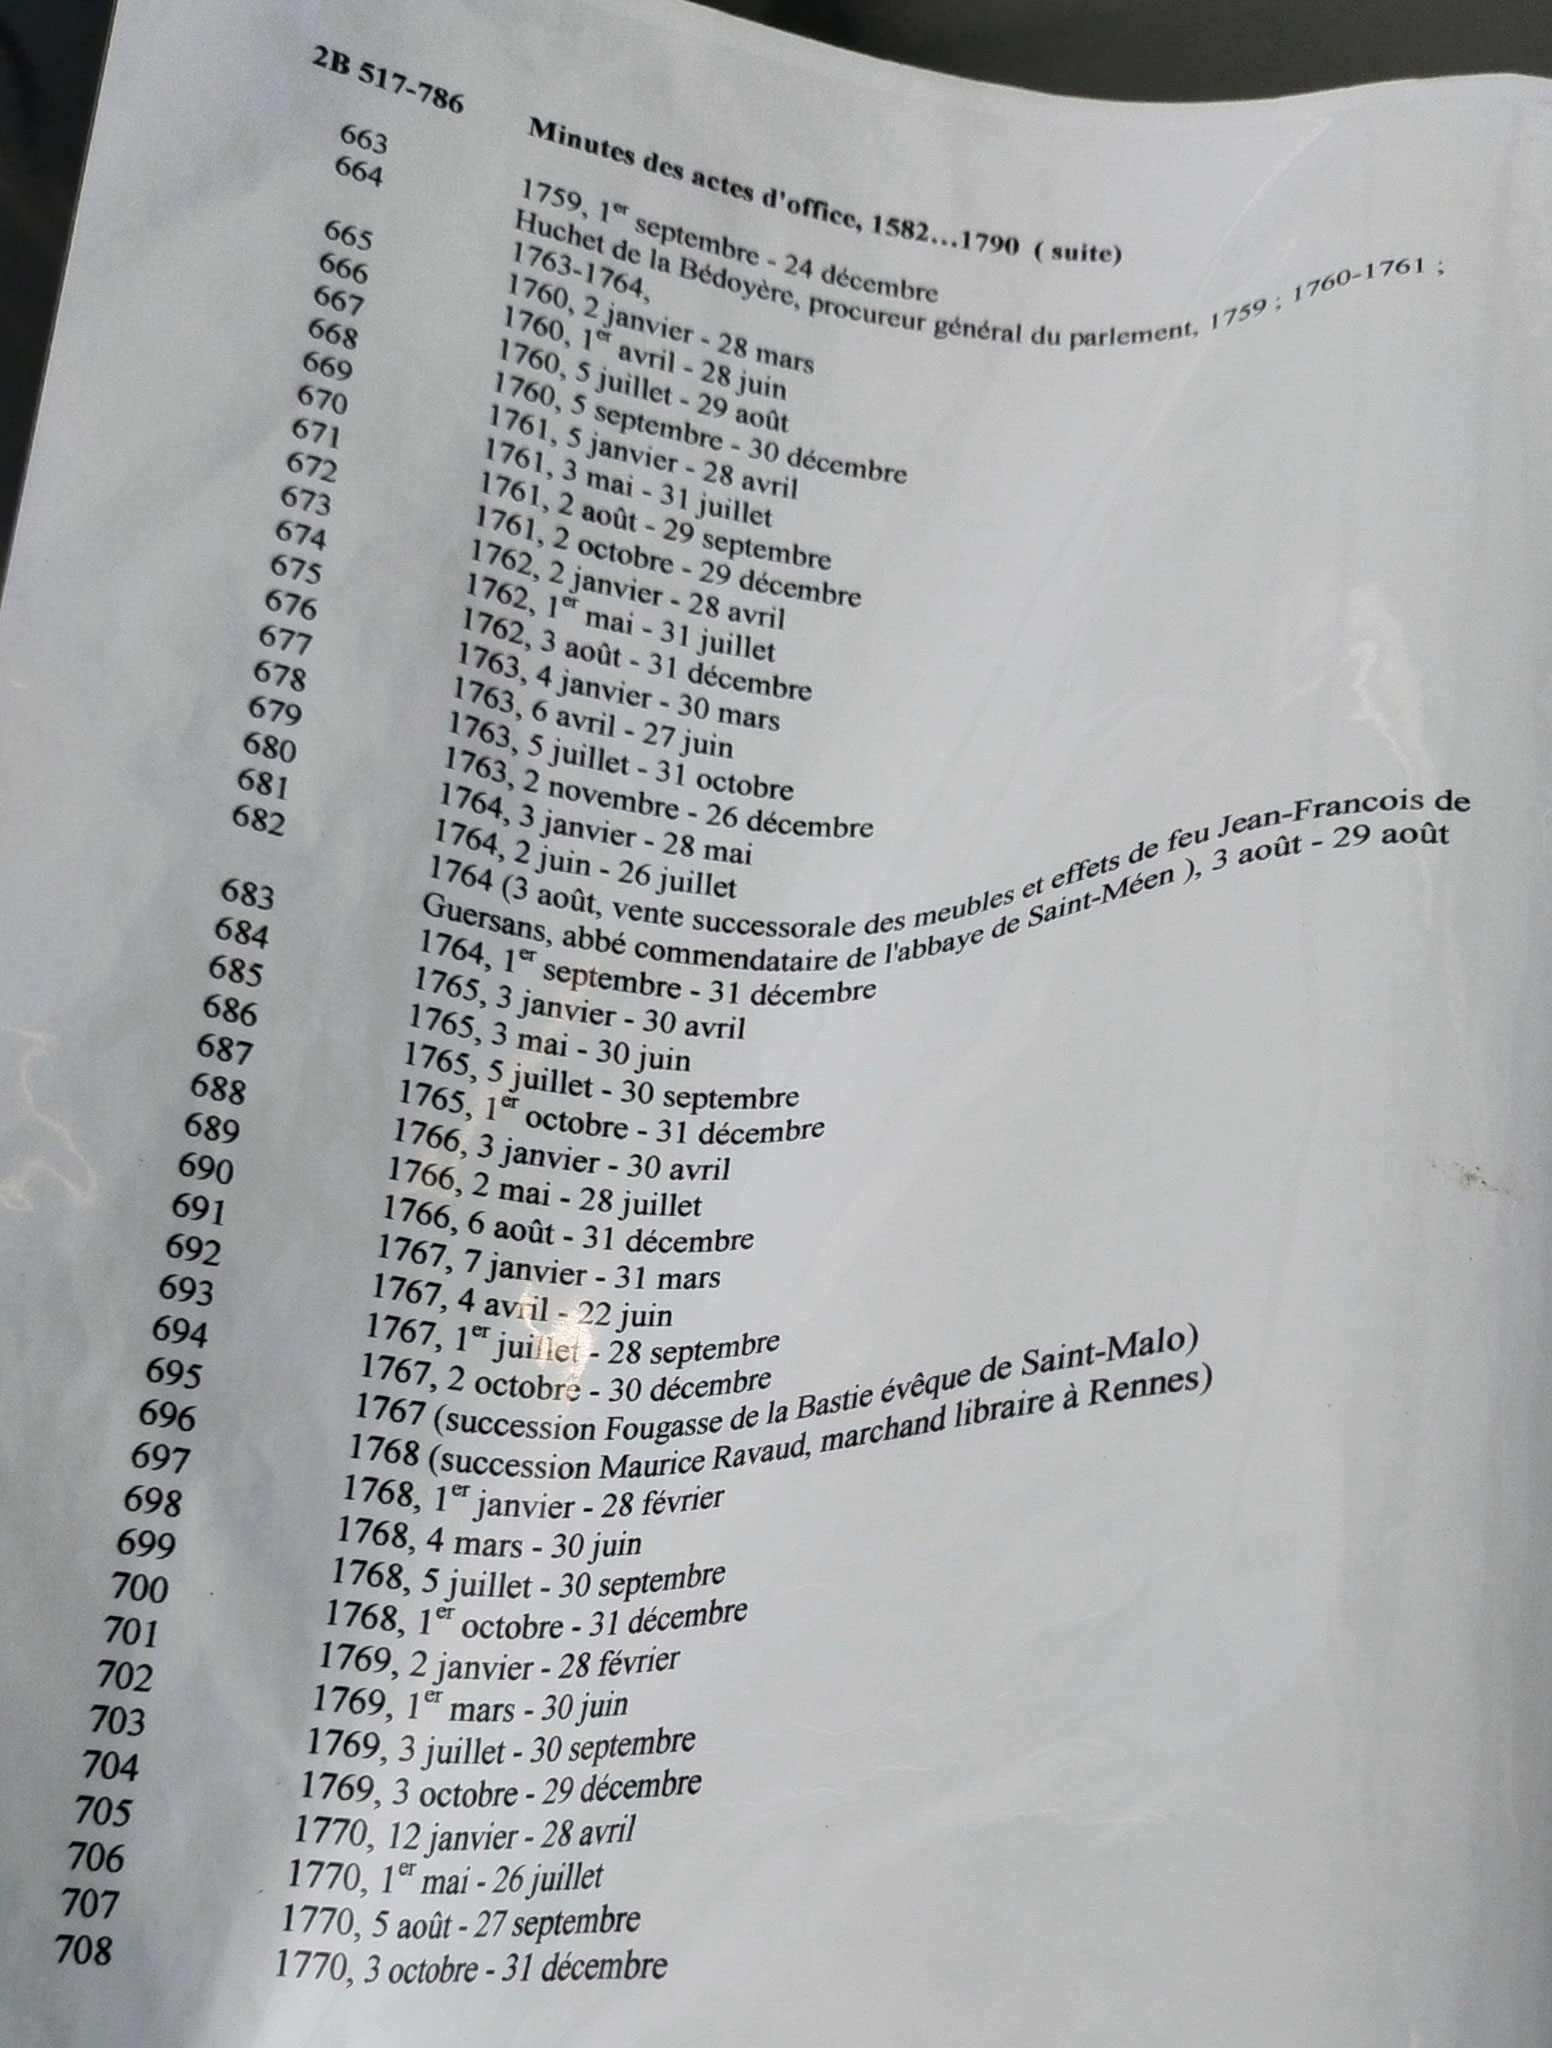 2B 517-786 Minutes des actes d'office, 1582...1790 ( suite)
663 1759, 1er septembre - 24 décembre
664 Huchet de la Bédoyère, procureur général du parlement, 1759 ; 1760-1761 ;
1763-1764,
665 1760, 2 janvier - 28 mars
666 1760, 1er avril - 28 juin
667 1760, 5 juillet - 29 août
668 1760, 5 septembre - 30 décembre
669 1761, 5 janvier - 28 avril
670 1761, 3 mai - 31 juillet
671 1761, 2 août - 29 septembre
672 1761, 2 octobre - 29 décembre
673 1762, 2 janvier - 28 avril
674 1762, 1er mai - 31 juillet
675 1762, 3 août - 31 décembre
676 1763, 4 janvier - 30 mars
677 1763, 6 avril - 27 juin
678 1763, 5 juillet - 31 octobre
679 1763, 2 novembre - 26 décembre
680 1764, 3 janvier - 28 mai
681 1764, 2 juin - 26 juillet
682 1764 (3 août, vente successorale des meubles et effets de feu Jean-Francois de
Guersans, abbé commendataire de l'abbaye de Saint-Méen ), 3 août - 29 août
683 1764, 1er septembre - 31 décembre
684 1765, 3 janvier - 30 avril
685 1765, 3 mai - 30 juin
686 1765, 5 juillet - 30 septembre
687 1765, 1er octobre - 31 décembre
688 1766, 3 janvier - 30 avril
689 1766, 2 mai - 28 juillet
690 1766, 6 août - 31 décembre
691 1767, 7 janvier - 31 mars
692 1767, 4 avril - 22 juin
693 1767, 1er juillet - 28 septembre
694 1767, 2 octobre - 30 décembre
695 1767 (succession Fougasse de la Bastie évêque de Saint-Malo)
696 1768 (succession Maurice Ravaud, marchand libraire à Rennes)
697 1768, 1er janvier - 28 février
698 1768, 4 mars - 30 juin
699 1768, 5 juillet - 30 septembre
700 1768, 1er octobre - 31 décembre
701 1769, 2 janvier - 28 février
702 1769, 1er mars - 30 juin
703 1769, 3 juillet - 30 septembre
704 1769, 3 octobre - 29 décembre
705 1770, 12 janvier - 28 avril
706 1770, 1er mai - 26 juillet
707 1770, 5 août - 27 septembre
708 1770, 3 octobre - 31 décembre